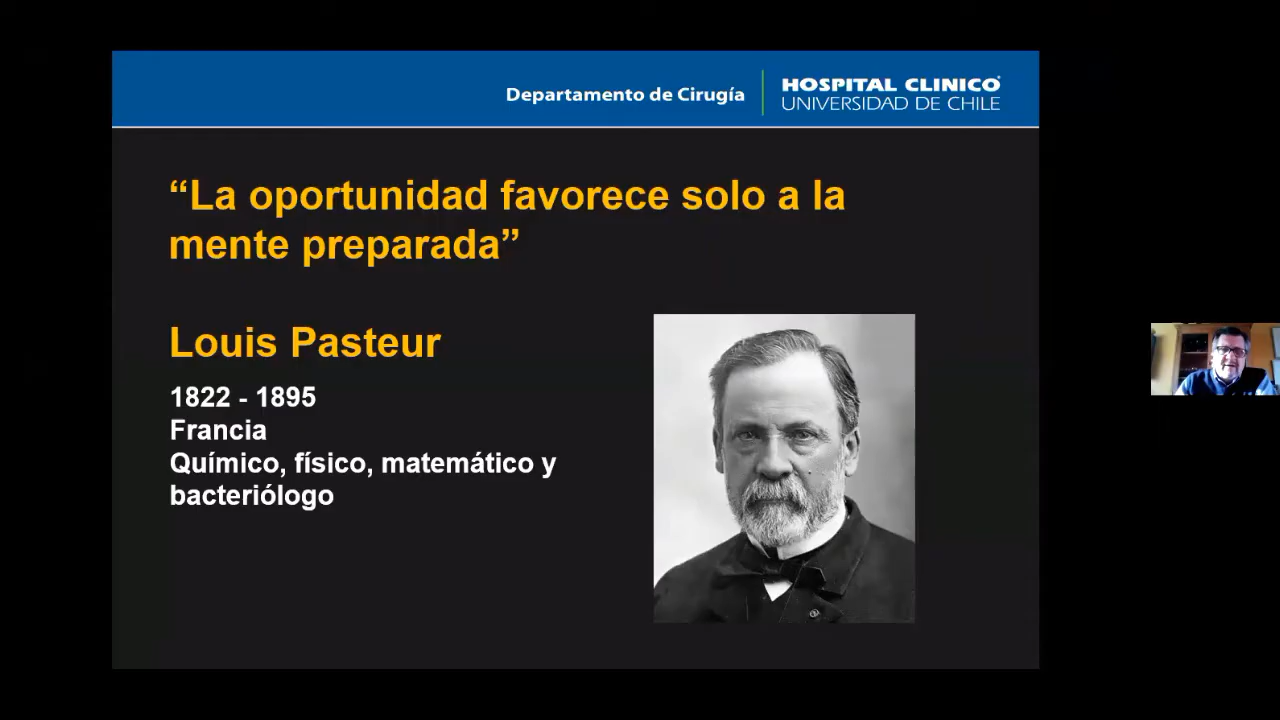 Departamento de Cirugía
HOSPITAL CLINICO
UNIVERSIDAD DE CHILE
“La oportunidad favorece solo a la
mente preparada”
Louis Pasteur
1822 - 1895
Francia
Químico, físico, matemático y
bacteriólogo